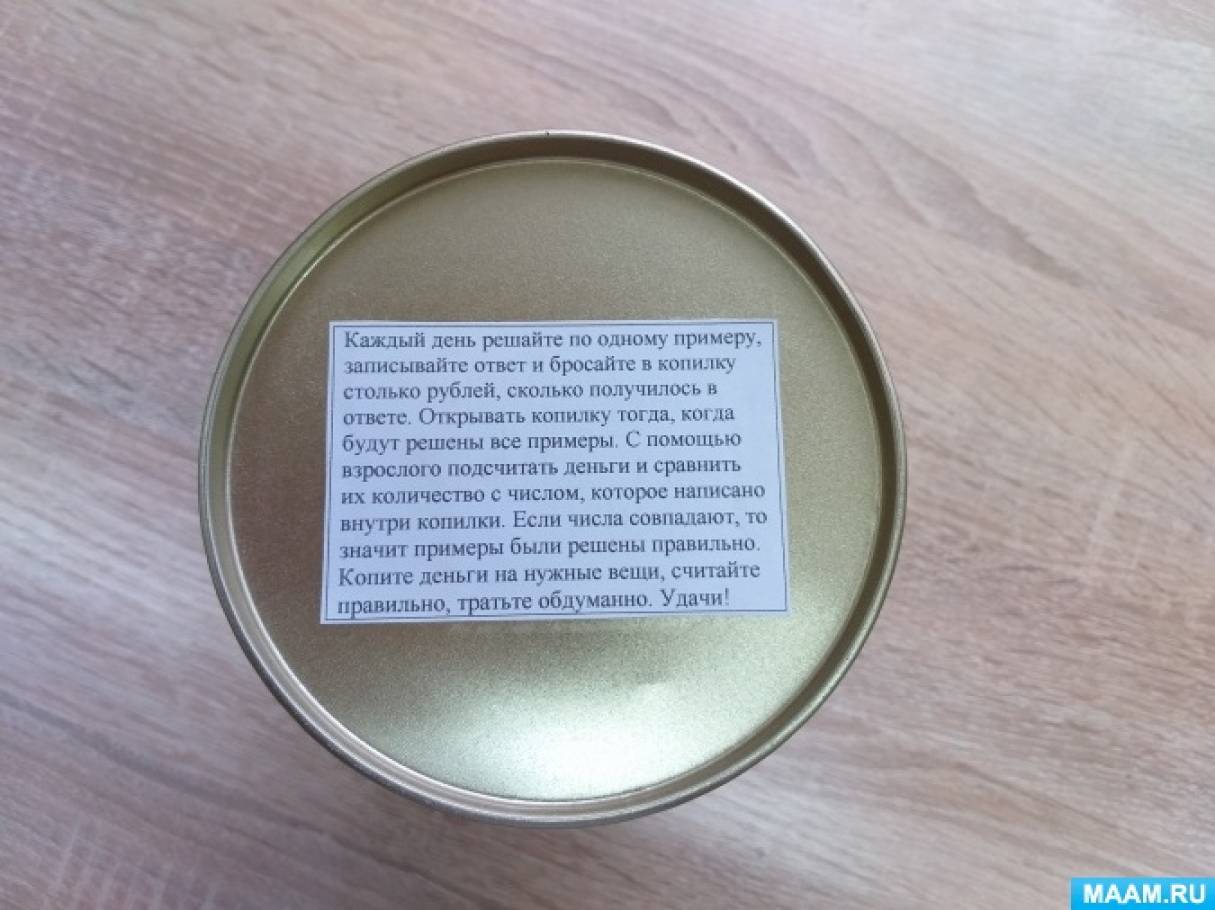 Каждый день решайте по одному примеру,
записывайте ответ и бросайте в копилку
столько рублей, сколько получилось в
ответе. Открывать копилку тогда, когда
будут решены все примеры. С помощью
взрослого подсчитать деньги и сравнить
их количество с числом, которое написано
внутри копилки. Если числа совпадают, то
значит примеры были решены правильно.
Копите деньги на нужные вещи, считайте
правильно, тратьте обдуманно. Удачи!
MAAM.RU